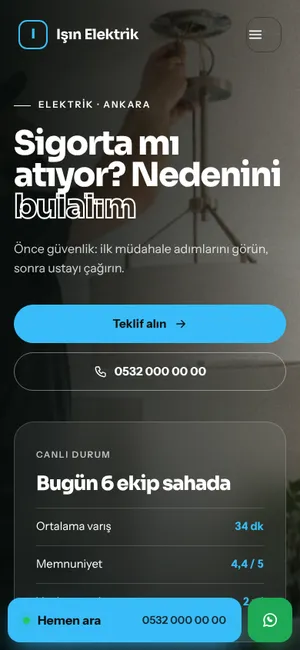 I Işın Elektrik
ELEKTRİK · ANKARA
Sigorta mı
atıyor? Nedenini
bulalım
Önce güvenlik: ilk müdahale adımlarını görün,
sonra ustayı çağırın.
Teklif alın →
0532 000 00 00
CANLI DURUM
Bugün 6 ekip sahada
Ortalama varış 34 dk
Memnuniyet 4,4 / 5
Hemen ara 0532 000 00 00